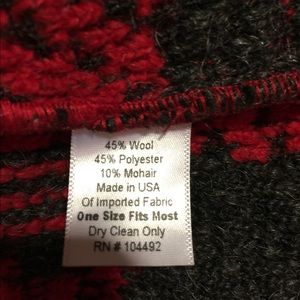 45% Wool
45% Polyester
10% Mohair
Made in USA
Of Imported Fabric
One Size Fits Most
Dry Clean Only
RN # 104492